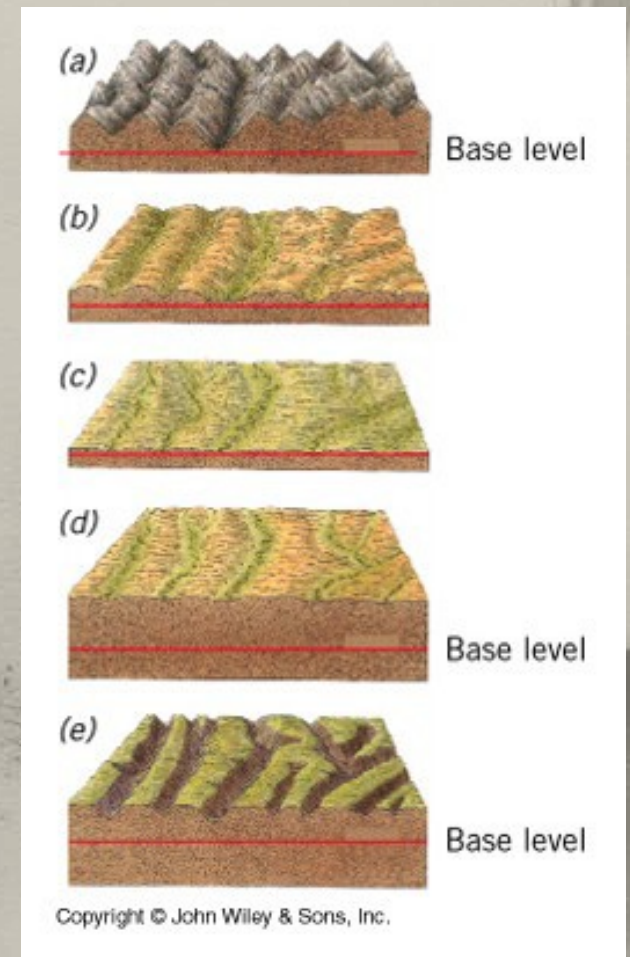 (a)
Base level
(b)
(c)
(d)
Base level
(e)
Base level
Copyright © John Wiley & Sons, Inc.